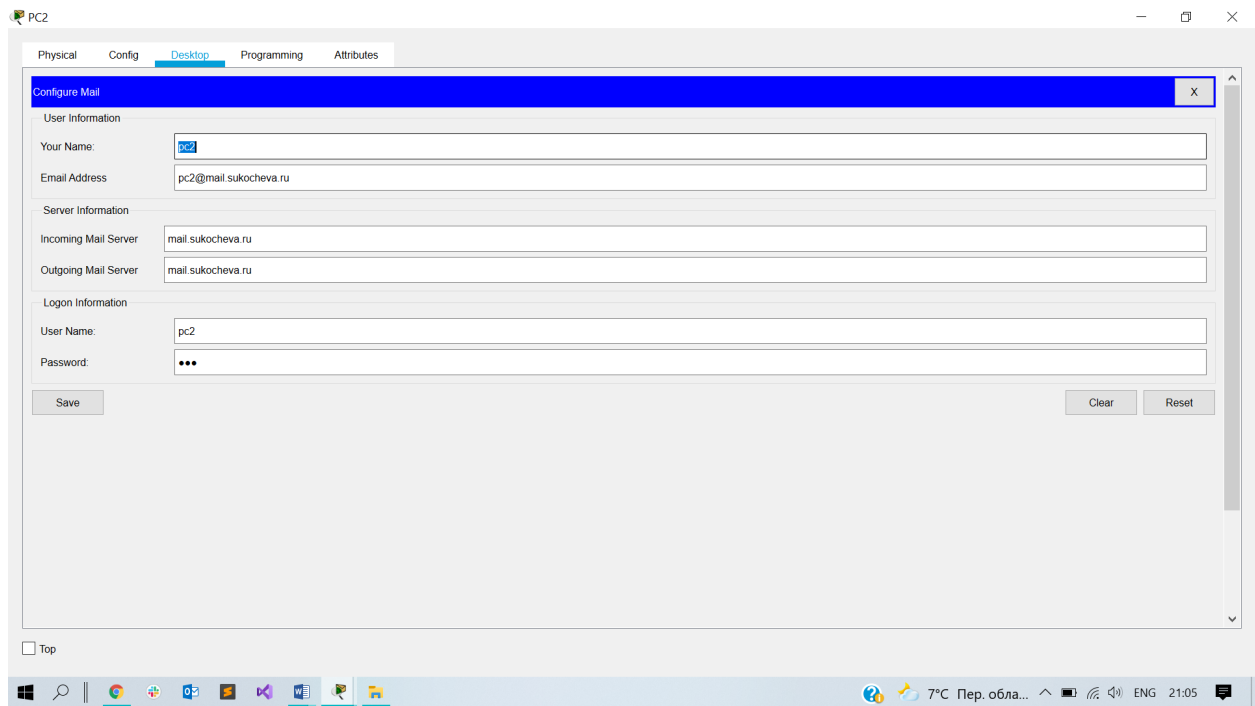 PC2
Physical Config Desktop Programming Attributes
Configure Mail X
User Information
Your Name: pc2
Email Address pc2@mail.sukocheva.ru
Server Information
Incoming Mail Server mail.sukocheva.ru
Outgoing Mail Server mail.sukocheva.ru
Logon Information
User Name: pc2
Password: •••
Save Clear Reset
Top
7°C Пер. обла... ENG 21:05